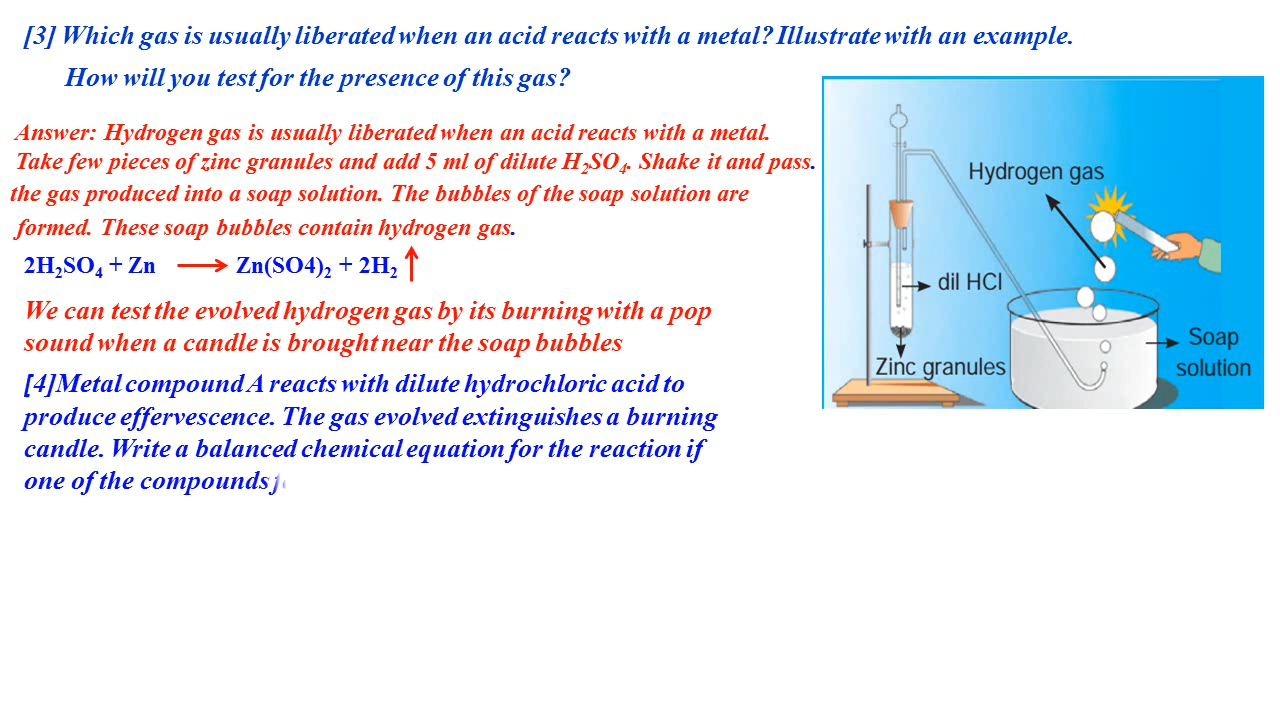 [3] Which gas is usually liberated when an acid reacts with a metal? Illustrate with an example.
How will you test for the presence of this gas?
Answer: Hydrogen gas is usually liberated when an acid reacts with a metal.
Take few pieces of zinc granules and add 5 ml of dilute H₂SO₄. Shake it and pass.
the gas produced into a soap solution. The bubbles of the soap solution are
formed. These soap bubbles contain hydrogen gas.
2H₂SO₄ + Zn → Zn(SO4)₂ + 2H₂ ↑
We can test the evolved hydrogen gas by its burning with a pop
sound when a candle is brought near the soap bubbles
[4]Metal compound A reacts with dilute hydrochloric acid to
produce effervescence. The gas evolved extinguishes a burning
candle. Write a balanced chemical equation for the reaction if
one of the compounds
Hydrogen gas
dil HCl
Zinc granules
Soap
solution